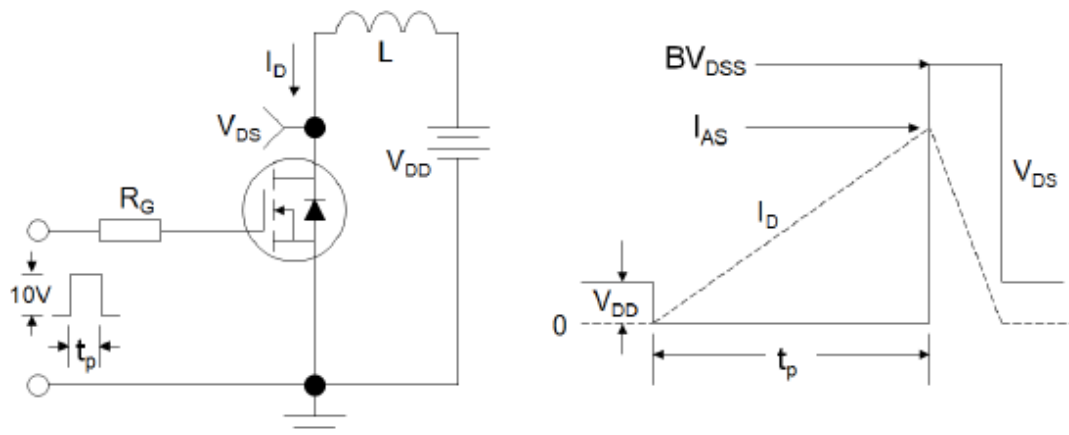 L
I_D
V_DS
V_DD
R_G
10V
t_p
BV_DSS
I_AS
V_DS
I_D
V_DD
0
t_p